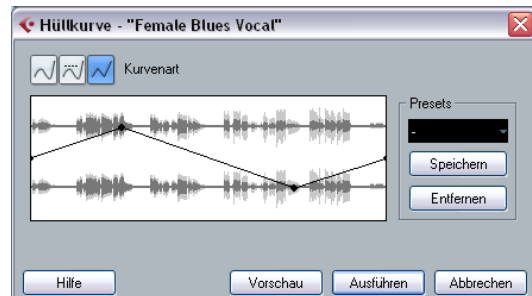 Hüllkurve - "Female Blues Vocal"
Kurvenart
Presets
-
Speichern
Entfernen
Hilfe
Vorschau
Ausführen
Abbrechen